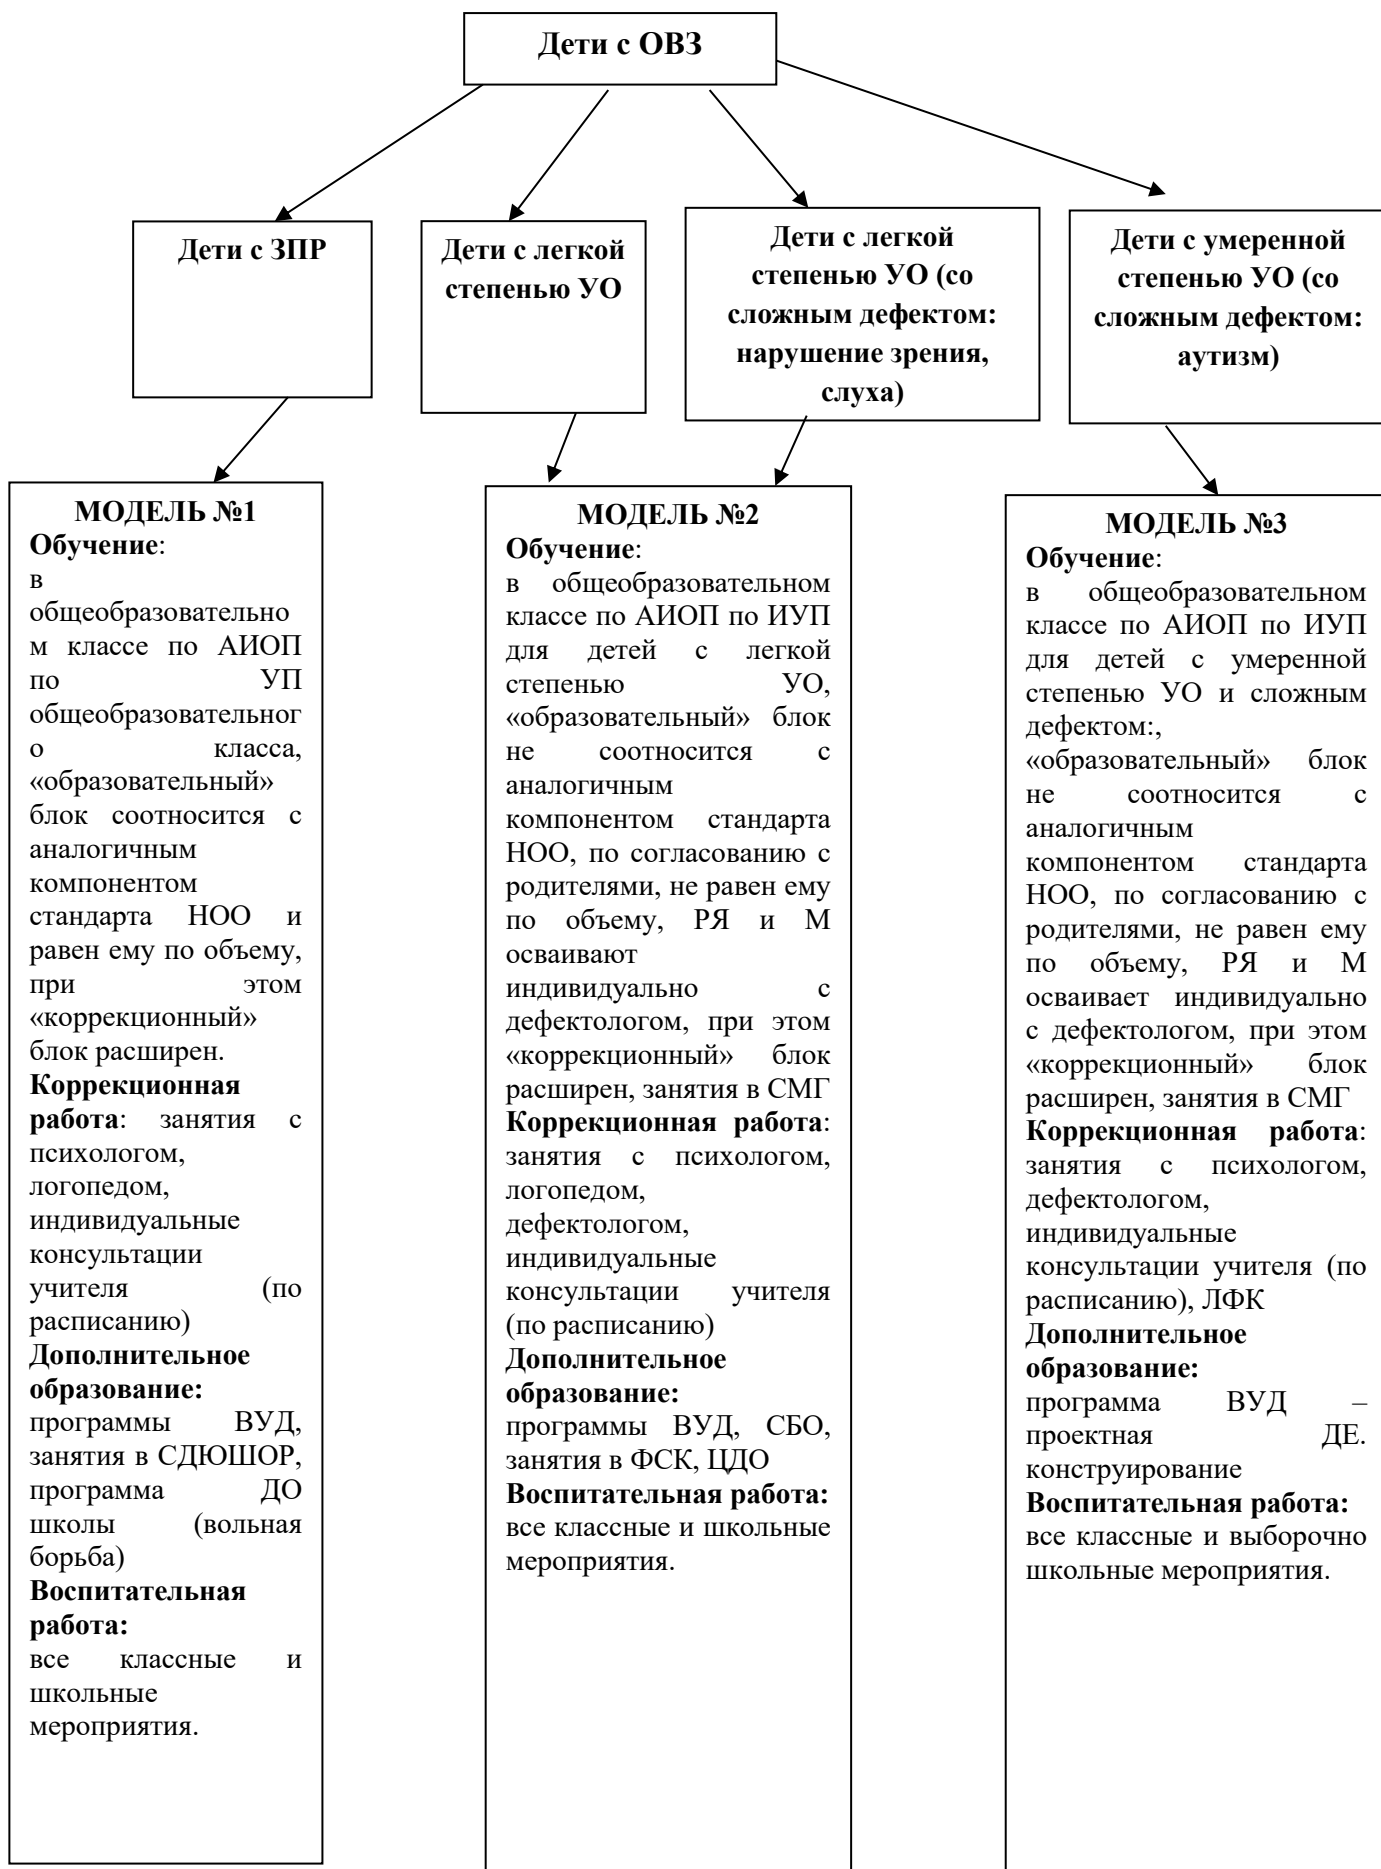 Дети с ОВЗ
Дети с ЗПР
Дети с легкой
степенью УО
Дети с легкой
степенью УО (со
сложным дефектом:
нарушение зрения,
слуха)
Дети с умеренной
степенью УО (со
сложным дефектом:
аутизм)
МОДЕЛЬ №1
Обучение:
в
общеобразовательно
м классе по АИОП
по УП
общеобразовательног
о класса,
«образовательный»
блок соотносится с
аналогичным
компонентом
стандарта НОО и
равен ему по объему,
при этом
«коррекционный»
блок расширен.
Коррекционная
работа: занятия с
психологом,
логопедом,
индивидуальные
консультации
учителя (по
расписанию)
Дополнительное
образование:
программы ВУД,
занятия в СДЮШОР,
программа ДО
школы (вольная
борьба)
Воспитательная
работа:
все классные и
школьные
мероприятия.
МОДЕЛЬ №2
Обучение:
в общеобразовательном
классе по АИОП по ИУП
для детей с легкой
степенью УО,
«образовательный» блок
не соотносится с
аналогичным
компонентом стандарта
НОО, по согласованию с
родителями, не равен ему
по объему, РЯ и М
осваивают
индивидуально с
дефектологом, при этом
«коррекционный» блок
расширен, занятия в СМГ
Коррекционная работа:
занятия с психологом,
логопедом,
дефектологом,
индивидуальные
консультации учителя
(по расписанию)
Дополнительное
образование:
программы ВУД, СБО,
занятия в ФСК, ЦДО
Воспитательная работа:
все классные и школьные
мероприятия.
МОДЕЛЬ №3
Обучение:
в общеобразовательном
классе по АИОП по ИУП
для детей с умеренной
степенью УО и сложным
дефектом:,
«образовательный» блок
не соотносится с
аналогичным
компонентом стандарта
НОО, по согласованию с
родителями, не равен ему
по объему, РЯ и М
осваивает индивидуально
с дефектологом, при этом
«коррекционный» блок
расширен, занятия в СМГ
Коррекционная работа:
занятия с психологом,
дефектологом,
индивидуальные
консультации учителя (по
расписанию), ЛФК
Дополнительное
образование:
программа ВУД –
проектная ДЕ.
конструирование
Воспитательная работа:
все классные и выборочно
школьные мероприятия.